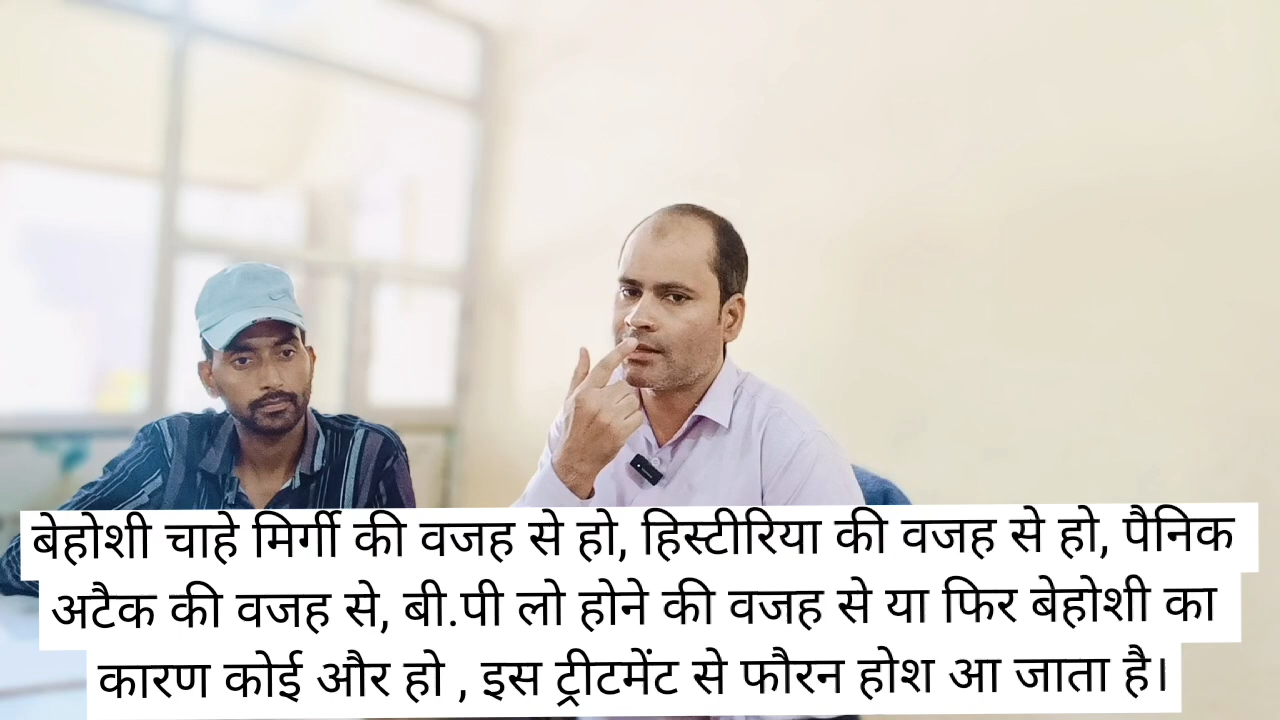 बेहोशी चाहे मिर्गी की वजह से हो, हिस्टीरिया की वजह से हो, पैनिक
अटैक की वजह से, बी.पी लो होने की वजह से या फिर बेहोशी का
कारण कोई और हो , इस ट्रीटमेंट से फौरन होश आ जाता है।